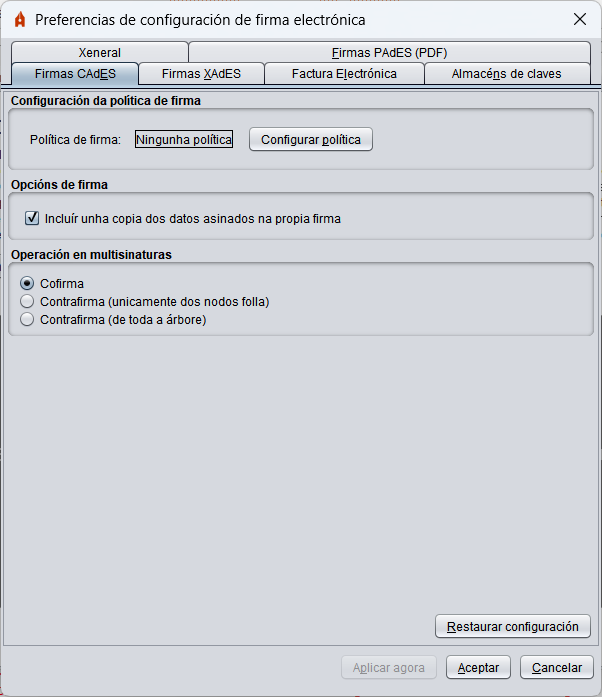 Preferencias de configuración de firma electrónica
Xeneral
Firmas PAdES (PDF)
Firmas CAdES
Firmas XAdES
Factura Electrónica
Almacéns de claves
Configuración da política de firma
Política de firma: Ningunha política Configurar política
Opcións de firma
Incluír unha copia dos datos asinados na propia firma
Operación en multisinaturas
Cofirma
Contrafirma (unicamente dos nodos folla)
Contrafirma (de toda a árbore)
Restaurar configuración
Aplicar agora Aceptar Cancelar